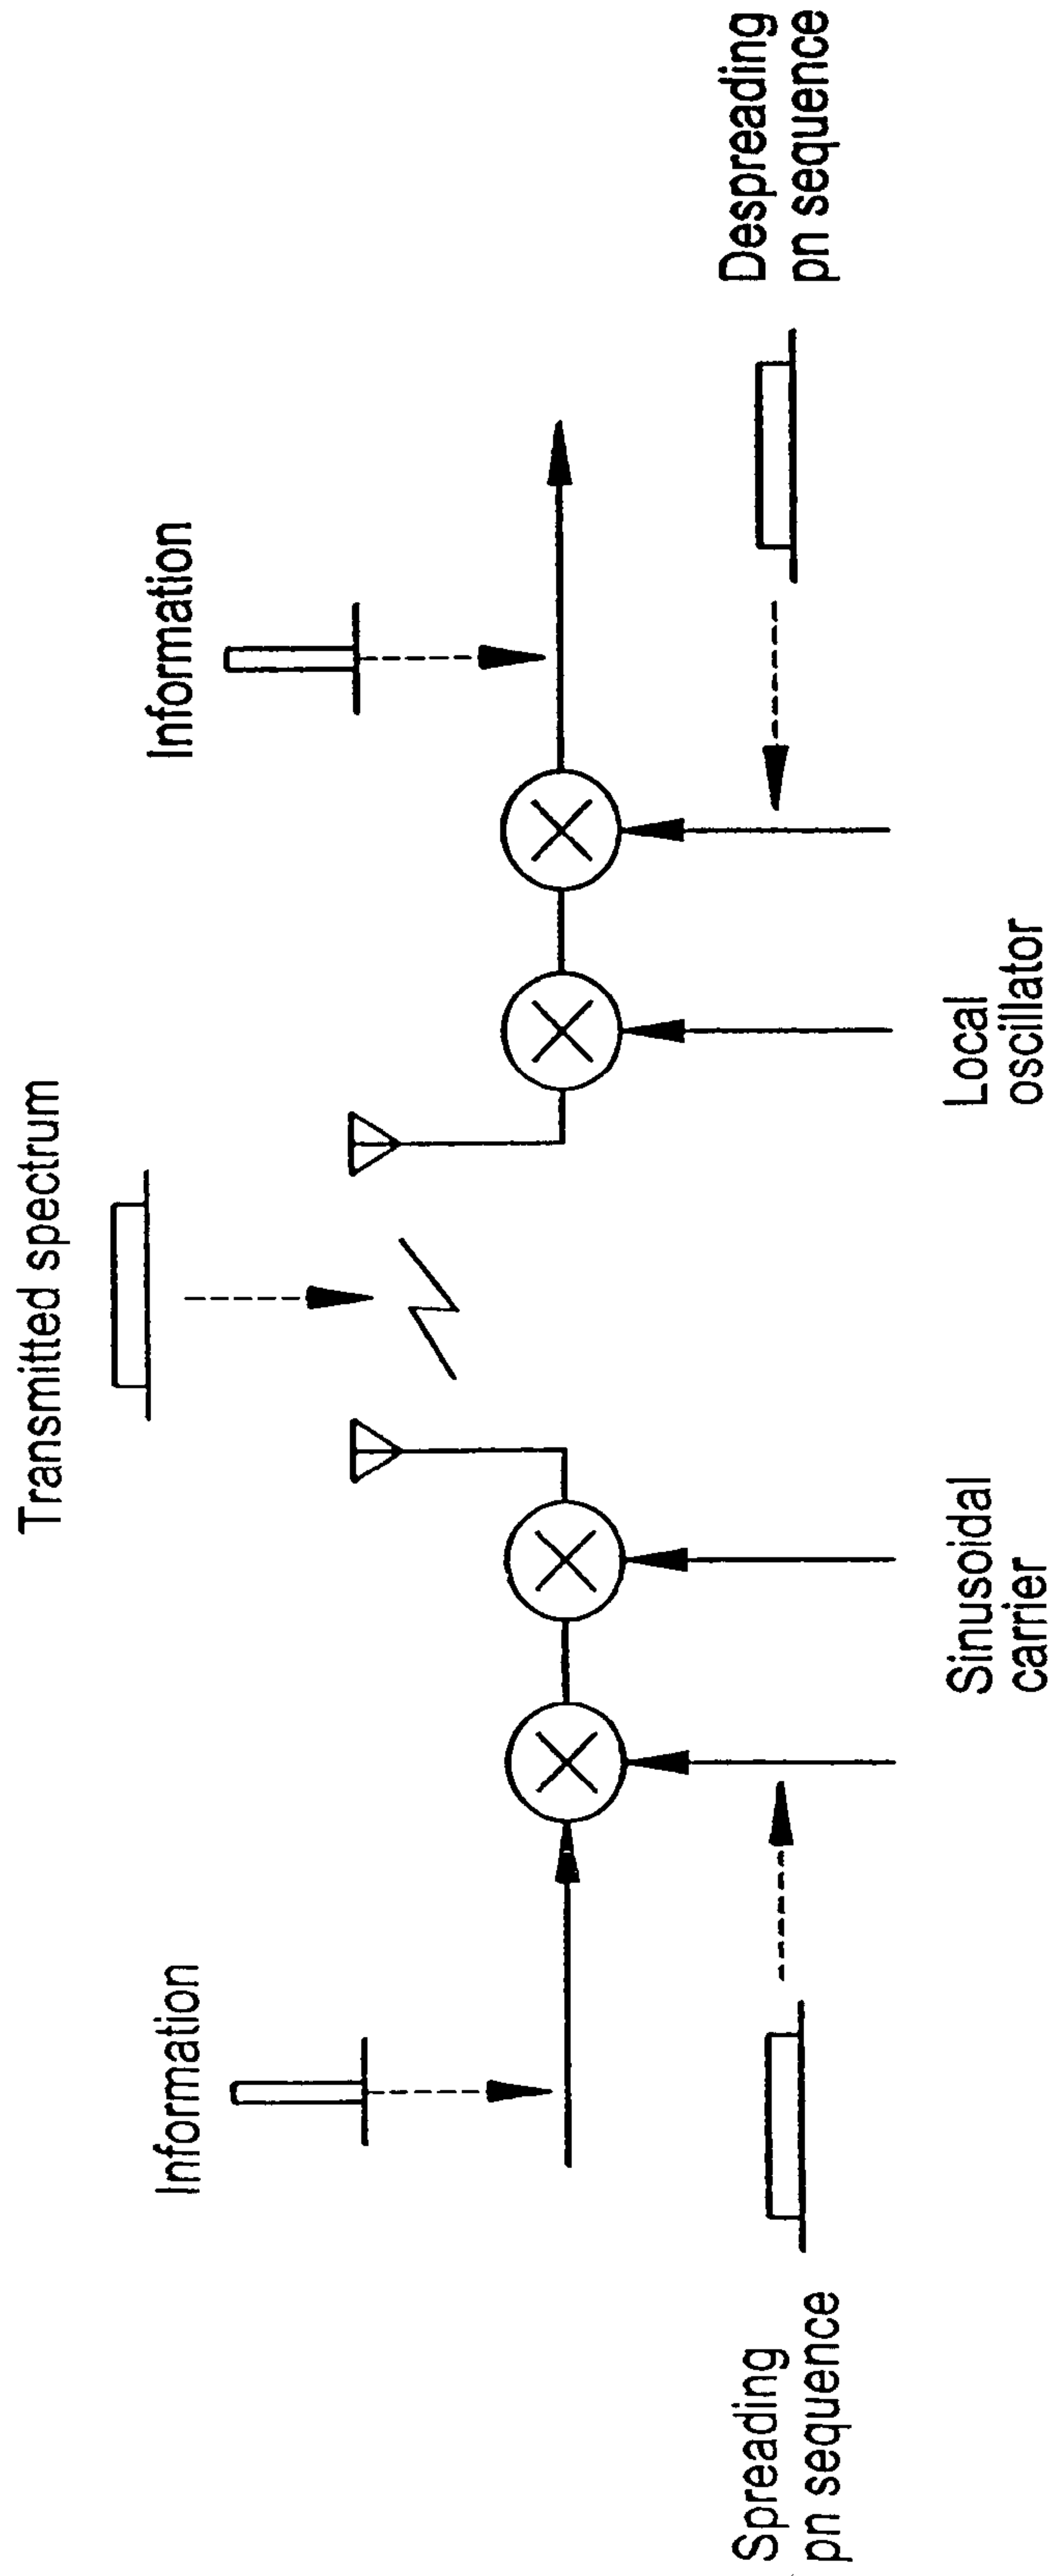 Transmitted spectrum
Information
Information
Spreading
pn sequence
Sinusoidal
carrier
Local
oscillator
Despreading
pn sequence